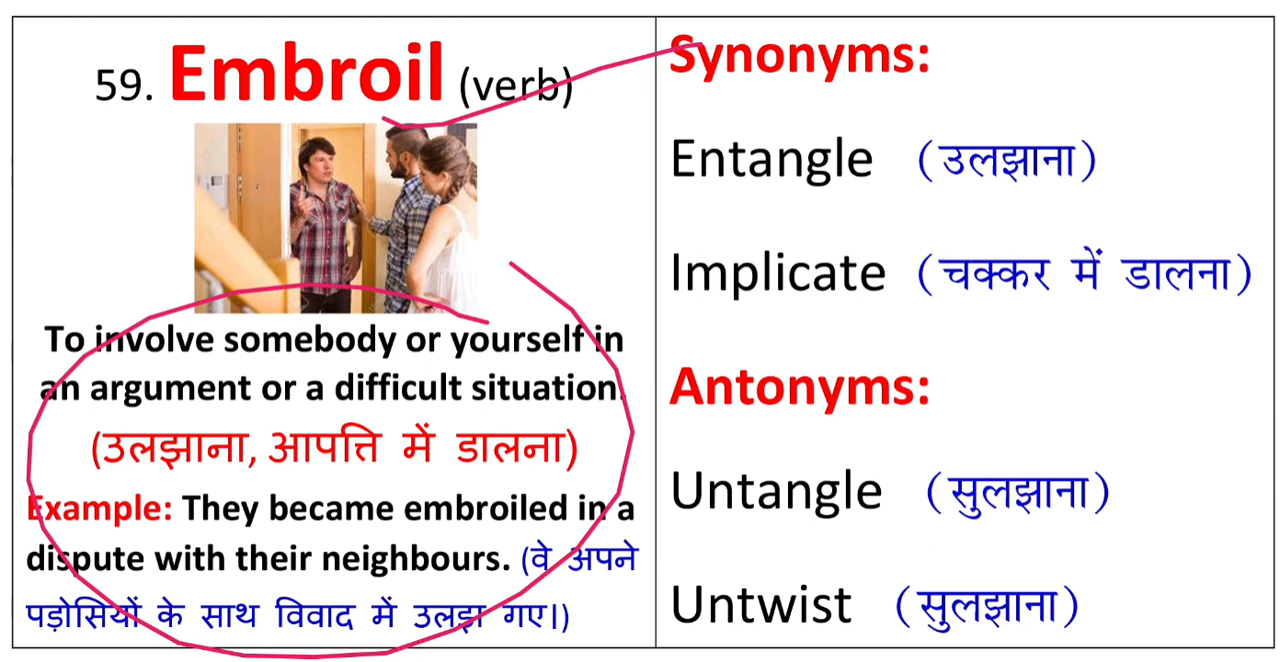 59. Embroil (verb)
To involve somebody or yourself in
an argument or a difficult situation.
(उलझाना, आपत्ति में डालना)
Example: They became embroiled in a
dispute with their neighbours. (वे अपने
पड़ोसियों के साथ विवाद में उलझ गए।)
Synonyms:
Entangle (उलझाना)
Implicate (चक्कर में डालना)
Antonyms:
Untangle (सुलझाना)
Untwist (सुलझाना)